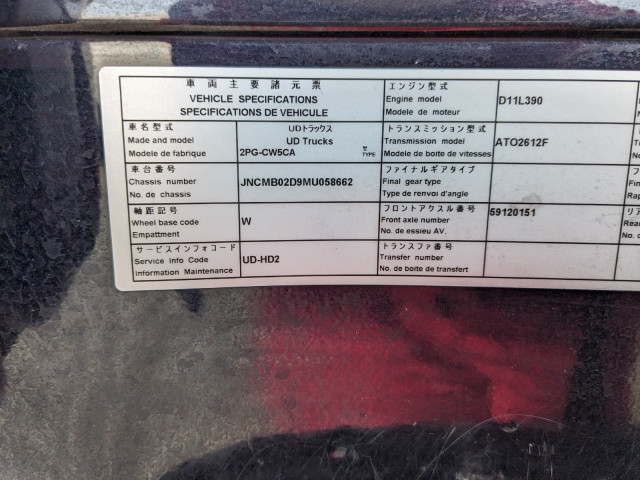 車両主要諸元票
VEHICLE SPECIFICATIONS
SPECIFICATIONS DE VEHICULE
エンジン型式
Engine model
Modele de moteur
D11L390
車名型式
Made and model
Modele de fabrique
UDトラックス
UD Trucks
2PG-CW5CA
型
TYPE
トランスミッション型式
Transmission model
Modele de boite de vitesses
ATO2612F
車台番号
Chassis number
No. de chassis
JNCMB02D9MU058662
ファイナルギアタイプ
Final gear type
Type de renvoi d'angle
軸距記号
Wheel base code
Empattment
W
フロントアクスル番号
Front axle number
No. de essieu AV.
59120151
サービスインフォコード
Service Info Code
Information Maintenance
UD-HD2
トランスファ番号
Transfer number
No. de boite de transfert